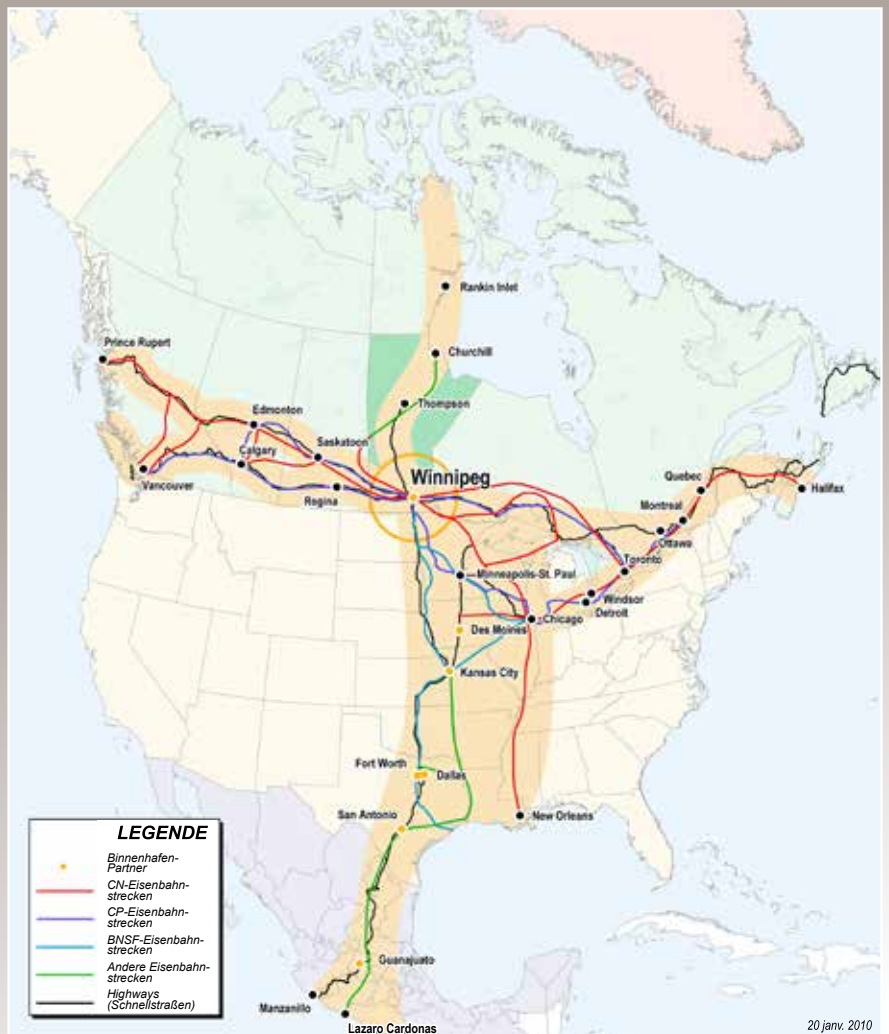 Rankin Inlet
Prince Rupert
Churchill
Thompson
Edmonton
Saskatoon
Calgary
Winnipeg
Vancouver
Regina
Quebec
Halifax
Montreal
Ottawa
Toronto
Minneapolis-St. Paul
Windsor
Detroit
Chicago
Des Moines
Kansas City
Fort Worth
Dallas
San Antonio
New Orleans
LEGENDE
Binnenhafen-
Partner
CN-Eisenbahn-
strecken
CP-Eisenbahn-
strecken
BNSF-Eisenbahn-
strecken
Andere Eisenbahn-
strecken
Highways
(Schnellstraßen)
Guanajuato
Manzanillo
Lazaro Cardonas
20 janv. 2010